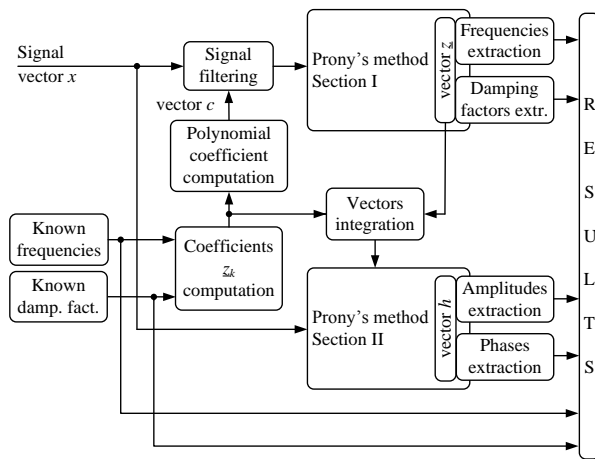 Signal
vector x
Signal
filtering
vector c
Polynomial
coefficient
computation
Known
frequencies
Known
damp. fact.
Coefficients
zk
computation
Prony's method
Section I
vector z
Frequencies
extraction
Damping
factors extr.
Vectors
integration
Prony's method
Section II
vector h
Amplitudes
extraction
Phases
extraction
R
E
S
U
L
T
S